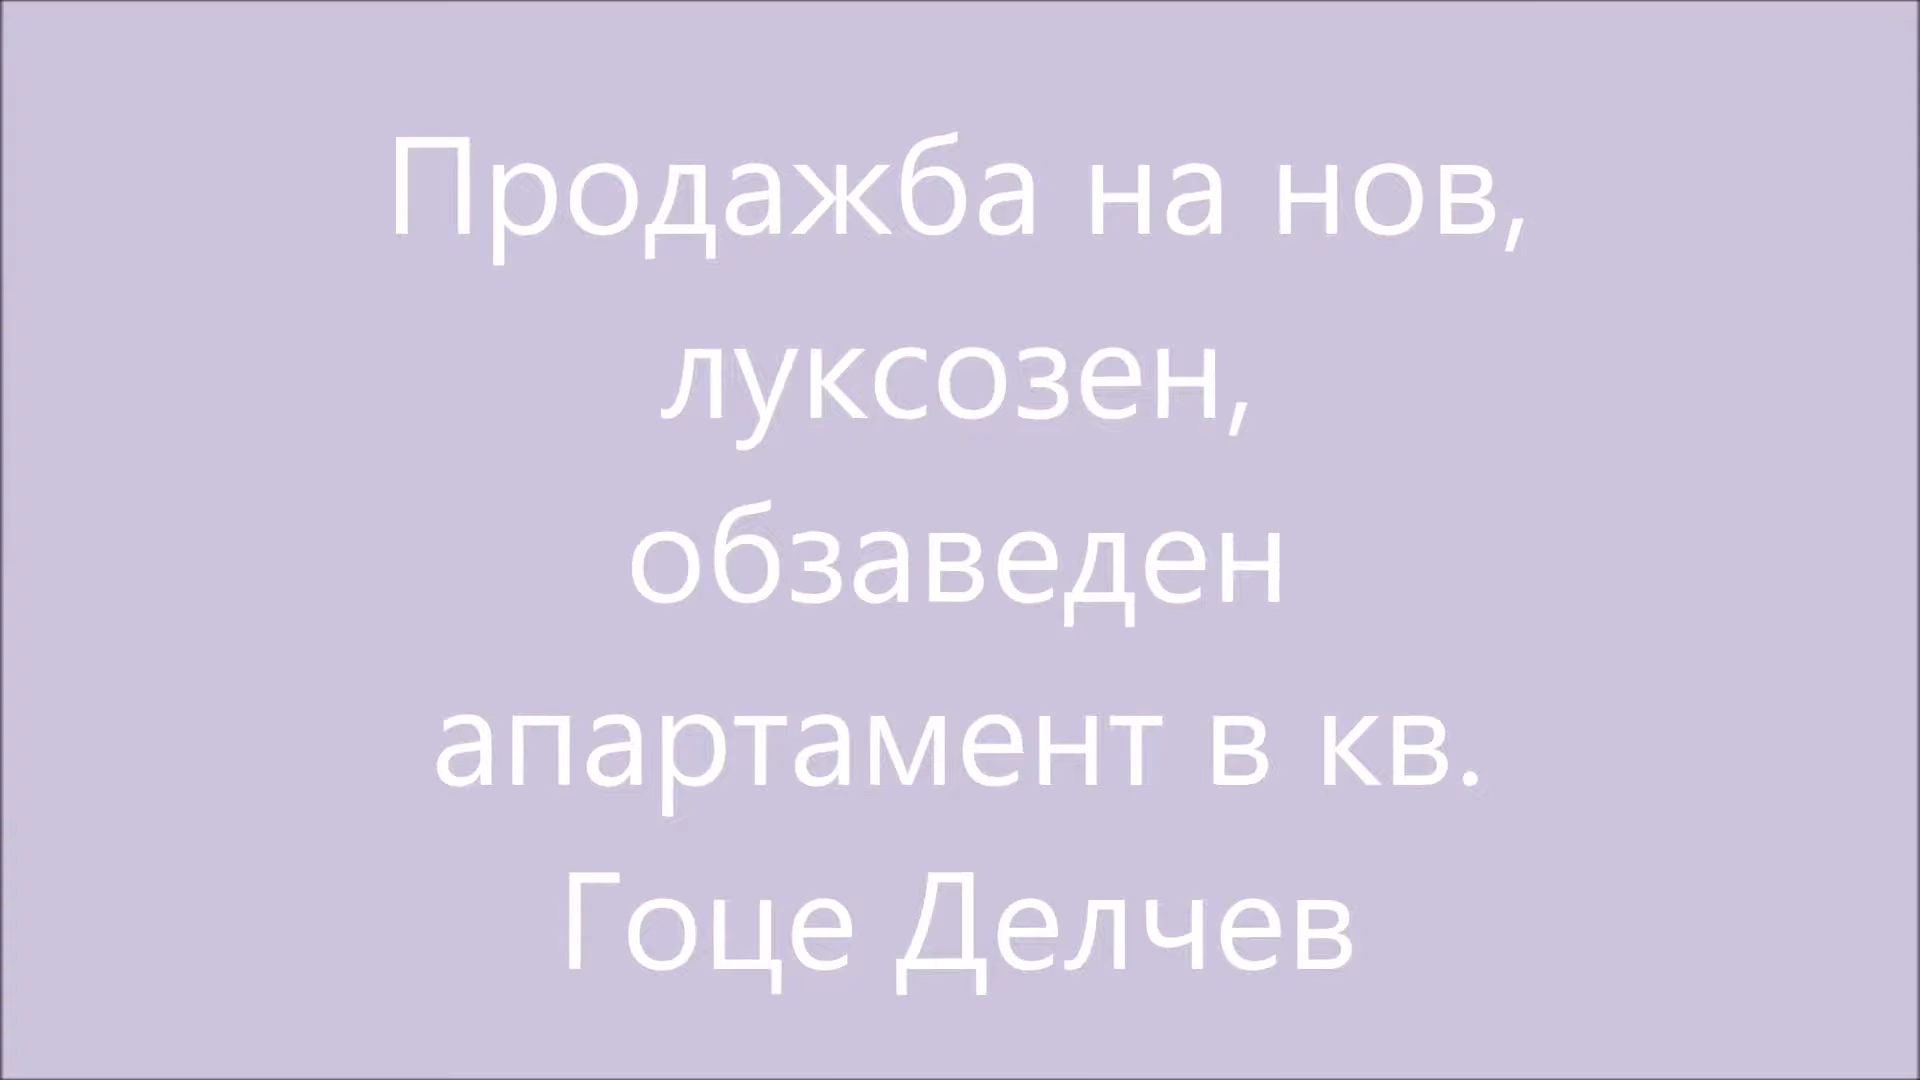 Продажба на нов,
луксозен,
обзаведен
апартамент в кв.
Гоце Делчев